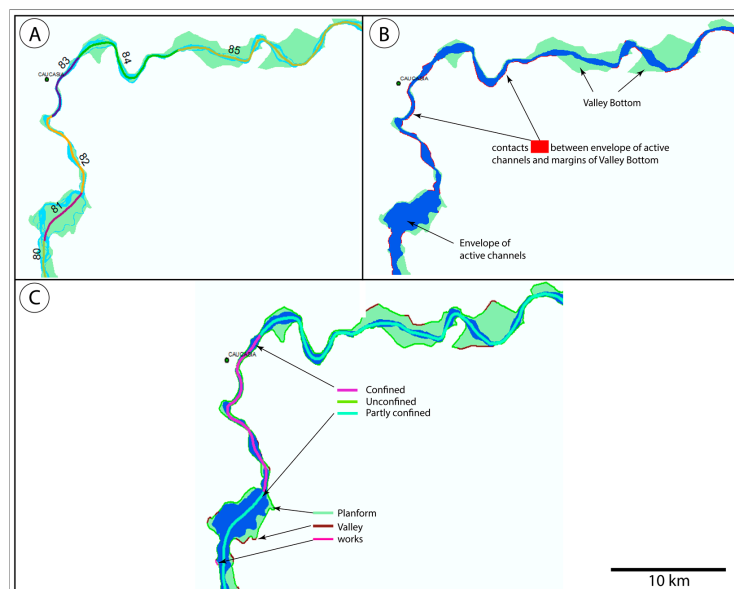 A
83
84
85
CAUCASIA
82
81
80
B
CAUCASIA
Valley Bottom
contacts between envelope of active
channels and margins of Valley Bottom
Envelope of
active channels
C
CAUCASIA
Confined
Unconfined
Partly confined
Planform
Valley
works
10 km